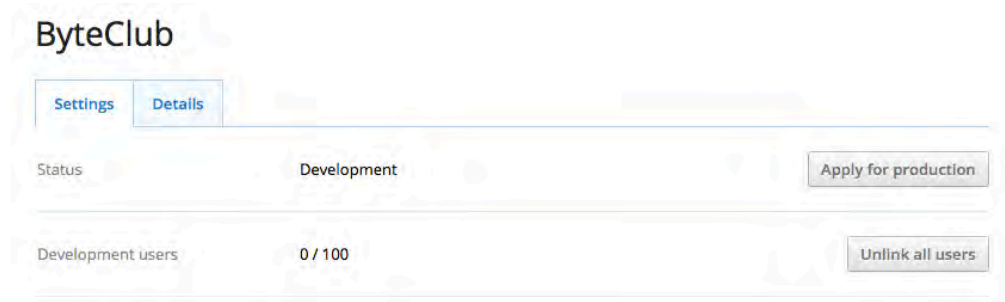 ByteClub
Settings Details
Status Development Apply for production
Development users 0 / 100 Unlink all users